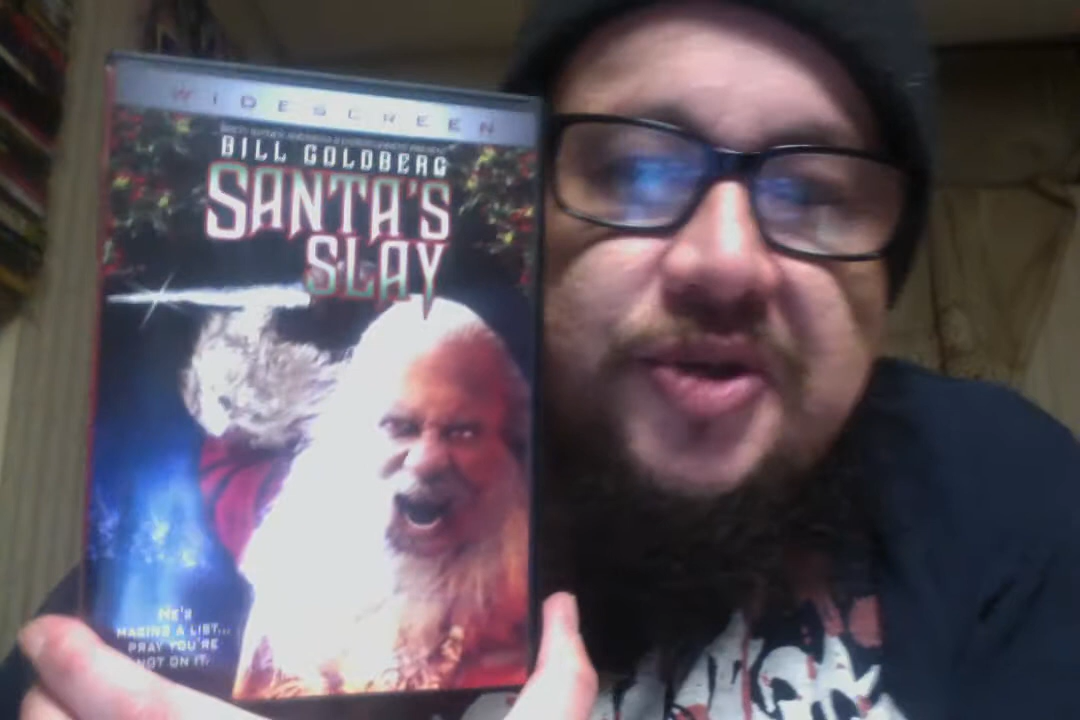 WIDESCREEN
BILL GOLDBERG
SANTA'S
SLAY
HE'S
MAKING A LIST...
PRAY YOU'RE
NOT ON IT.